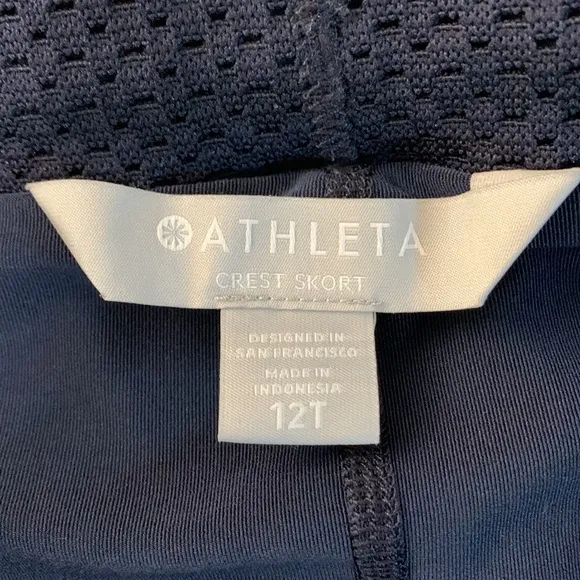 ATHLETA
CREST SKORT
DESIGNED IN
SAN FRANCISCO
MADE IN
INDONESIA
12T